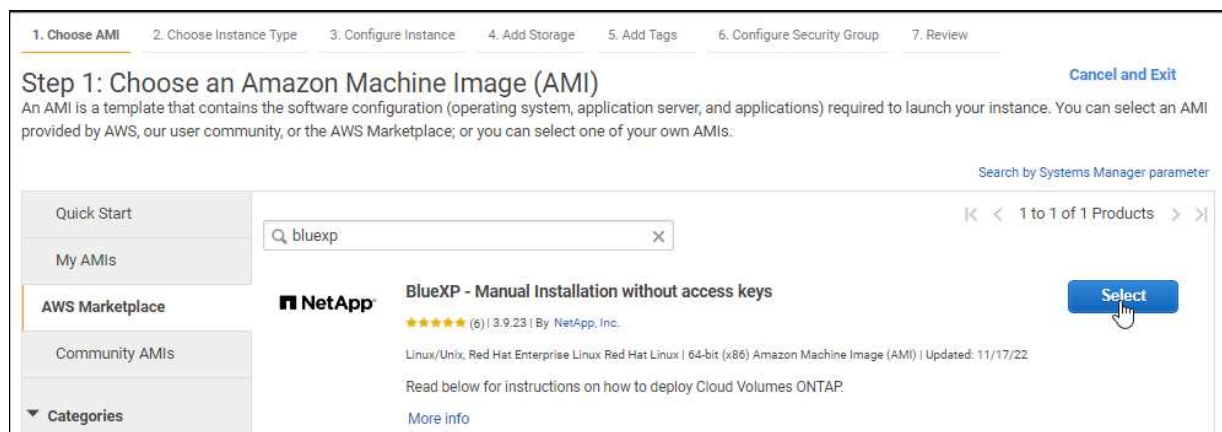 1. Choose AMI 2. Choose Instance Type 3. Configure Instance 4. Add Storage 5. Add Tags 6. Configure Security Group 7. Review
Step 1: Choose an Amazon Machine Image (AMI)
Cancel and Exit
An AMI is a template that contains the software configuration (operating system, application server, and applications) required to launch your instance. You can select an AMI
provided by AWS, our user community, or the AWS Marketplace; or you can select one of your own AMIs.
Search by Systems Manager parameter
Quick Start
My AMIs
AWS Marketplace
Community AMIs
Categories
bluexp
1 to 1 of 1 Products
NetApp
BlueXP - Manual Installation without access keys
(6) | 3.9.23 | By NetApp, Inc.
Linux/Unix, Red Hat Enterprise Linux Red Hat Linux | 64-bit (x86) Amazon Machine Image (AMI) | Updated: 11/17/22
Read below for instructions on how to deploy Cloud Volumes ONTAP.
More info
Select